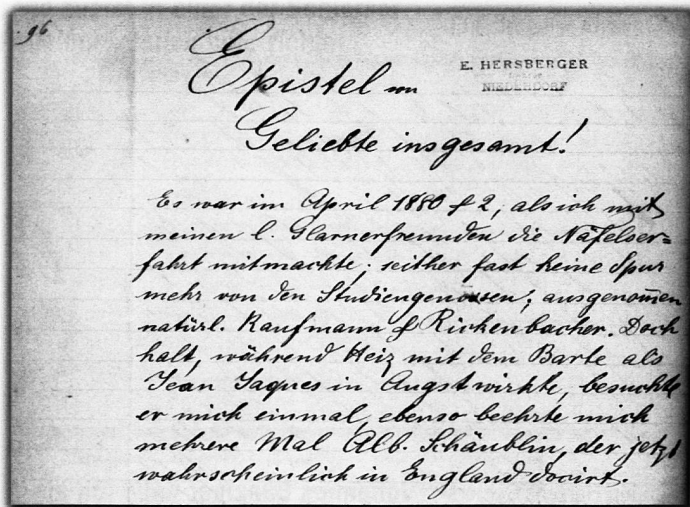 96
Epistel von
E. HERSBERGER
NIEDERDORF
Geliebte insgesamt!
Es war im April 1880 & 2, als ich mit
meinen l. Glarnerfreunden die Näfelser=
fahrt mitmachte; seither fast keine Spur
mehr von den Studiengenossen; ausgenom̅en
natürl. Kaufmann & Rickenbacher. Doch
halt, während Heiz mit dem Barte als
Jean Jaques in Augst wirkte, besuchte
er mich einmal, ebenso beehrte mich
mehrere Mal Alb. Schäublin, der jetzt
wahrscheinlich in England docirt.